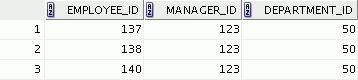 EMPLOYEE_ID MANAGER_ID DEPARTMENT_ID
1 137 123 50
2 138 123 50
3 140 123 50